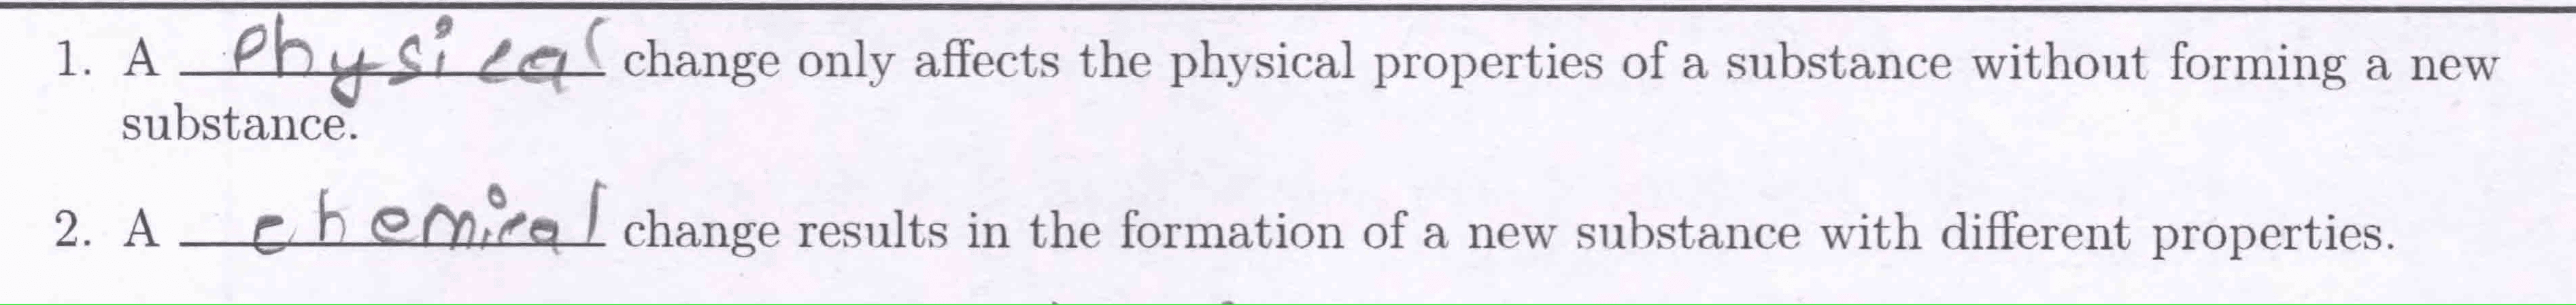 1. A physical change only affects the physical properties of a substance without forming a new
substance.
2. A chemical change results in the formation of a new substance with different properties.